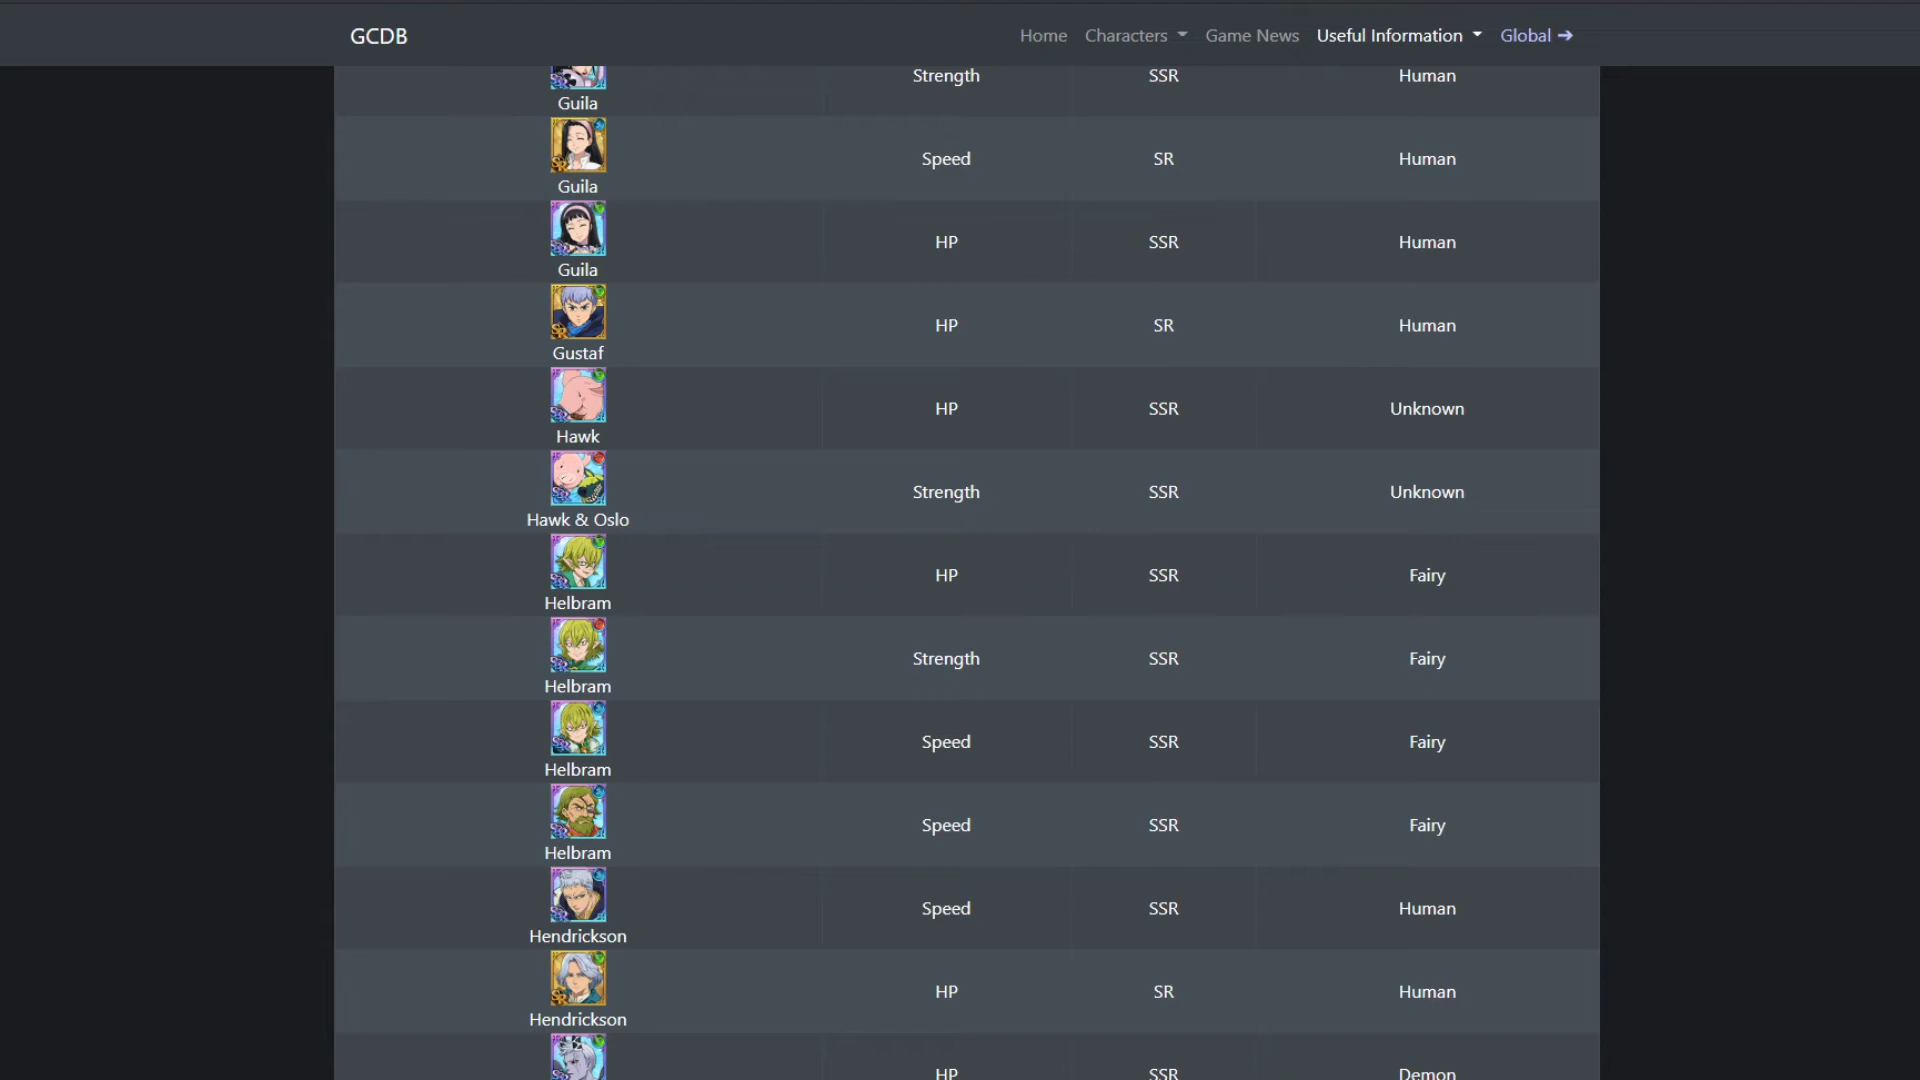 GCDB Home Characters Game News Useful Information Global →
Strength SSR Human
Guila
Speed SR Human
Guila
HP SSR Human
Guila
HP SR Human
Gustaf
HP SSR Unknown
Hawk
Strength SSR Unknown
Hawk & Oslo
HP SSR Fairy
Helbram
Strength SSR Fairy
Helbram
Speed SSR Fairy
Helbram
Speed SSR Fairy
Helbram
Speed SSR Human
Hendrickson
HP SR Human
Hendrickson
HP SSR Demon